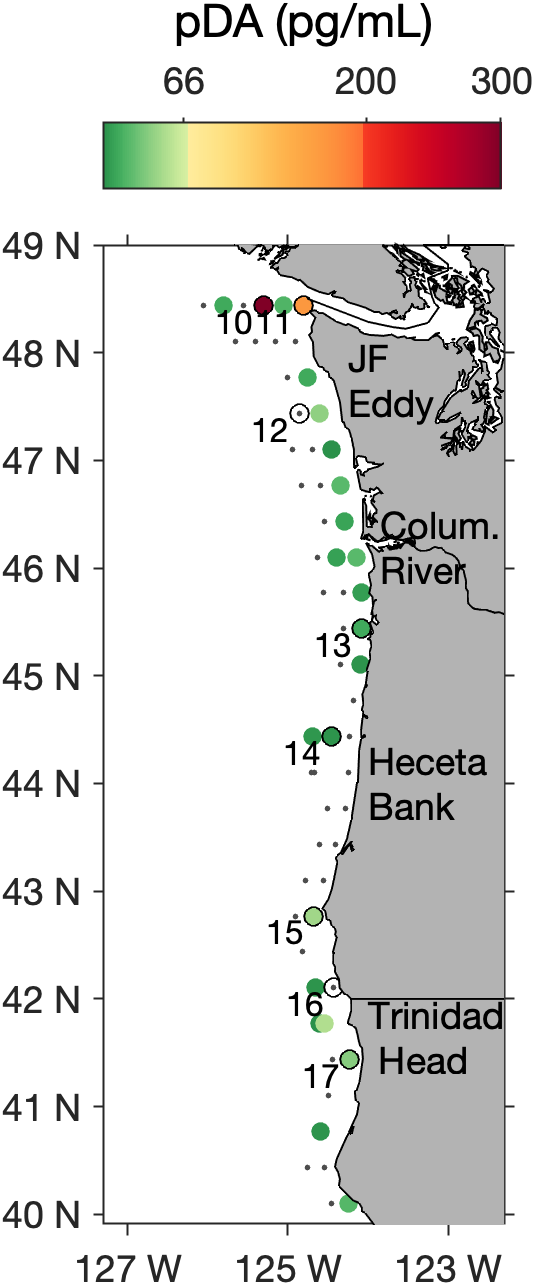 pDA (pg/mL)
66 200 300
49 N
10 11
48 N
JF
Eddy
12
47 N
Colum.
46 N
River
13
45 N
14
Heceta
44 N
Bank
43 N
15
42 N
16
Trinidad
Head
17
41 N
40 N
127 W 125 W 123 W